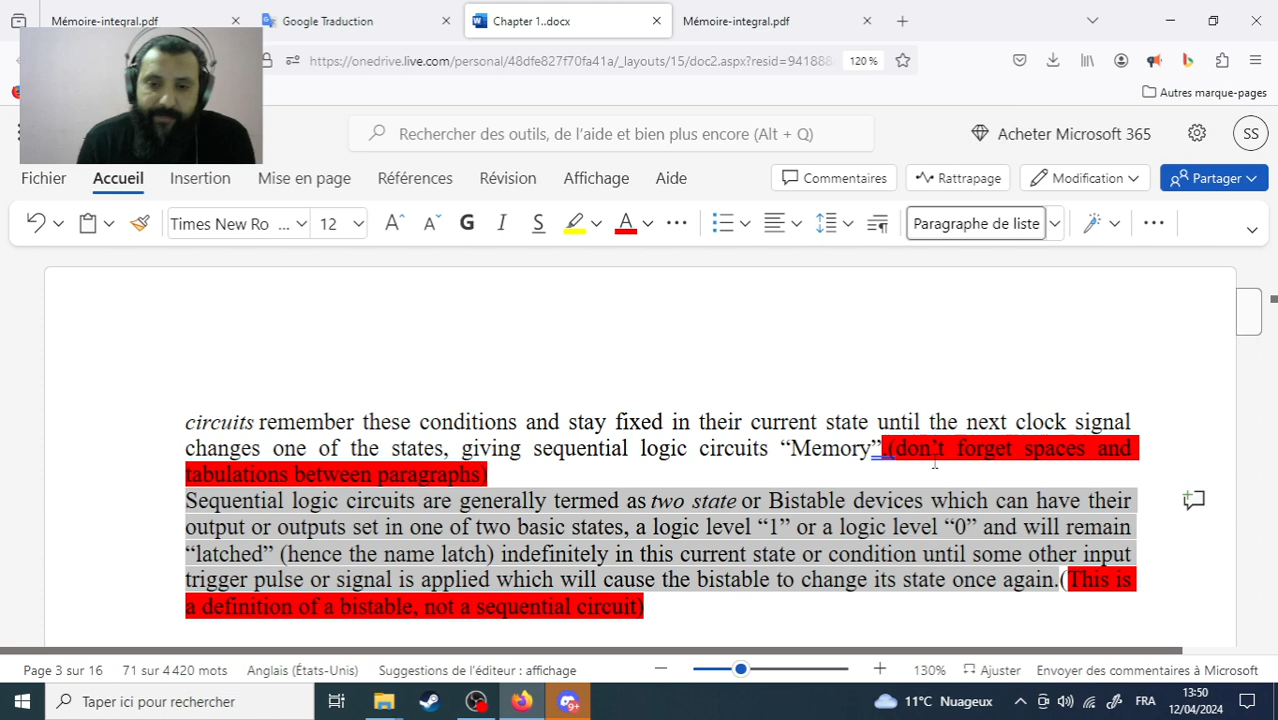 Mémoire-integral.pdf
Google Traduction
Chapter 1..docx
Mémoire-integral.pdf
https://onedrive.live.com/personal/48dfe827f70fa41a/_layouts/15/doc2.aspx?resid=941888
120 %
Autres marque-pages
Rechercher des outils, de l'aide et bien plus encore (Alt + Q)
Acheter Microsoft 365
SS
Fichier
Accueil
Insertion
Mise en page
Références
Révision
Affichage
Aide
Commentaires
Rattrapage
Modification
Partager
Times New Ro ...
12
G
I
S
A
Paragraphe de liste
circuits remember these conditions and stay fixed in their current state until the next clock signal
changes one of the states, giving sequential logic circuits “Memory”.(don’t forget spaces and
tabulations between paragraphs)
Sequential logic circuits are generally termed as two state or Bistable devices which can have their
output or outputs set in one of two basic states, a logic level “1” or a logic level “0” and will remain
“latched” (hence the name latch) indefinitely in this current state or condition until some other input
trigger pulse or signal is applied which will cause the bistable to change its state once again.(This is
a definition of a bistable, not a sequential circuit)
Page 3 sur 16
71 sur 4 420 mots
Anglais (États-Unis)
Suggestions de l'éditeur : affichage
130%
Ajuster
Envoyer des commentaires à Microsoft
Taper ici pour rechercher
9+
11°C Nuageux
FRA
13:50
12/04/2024